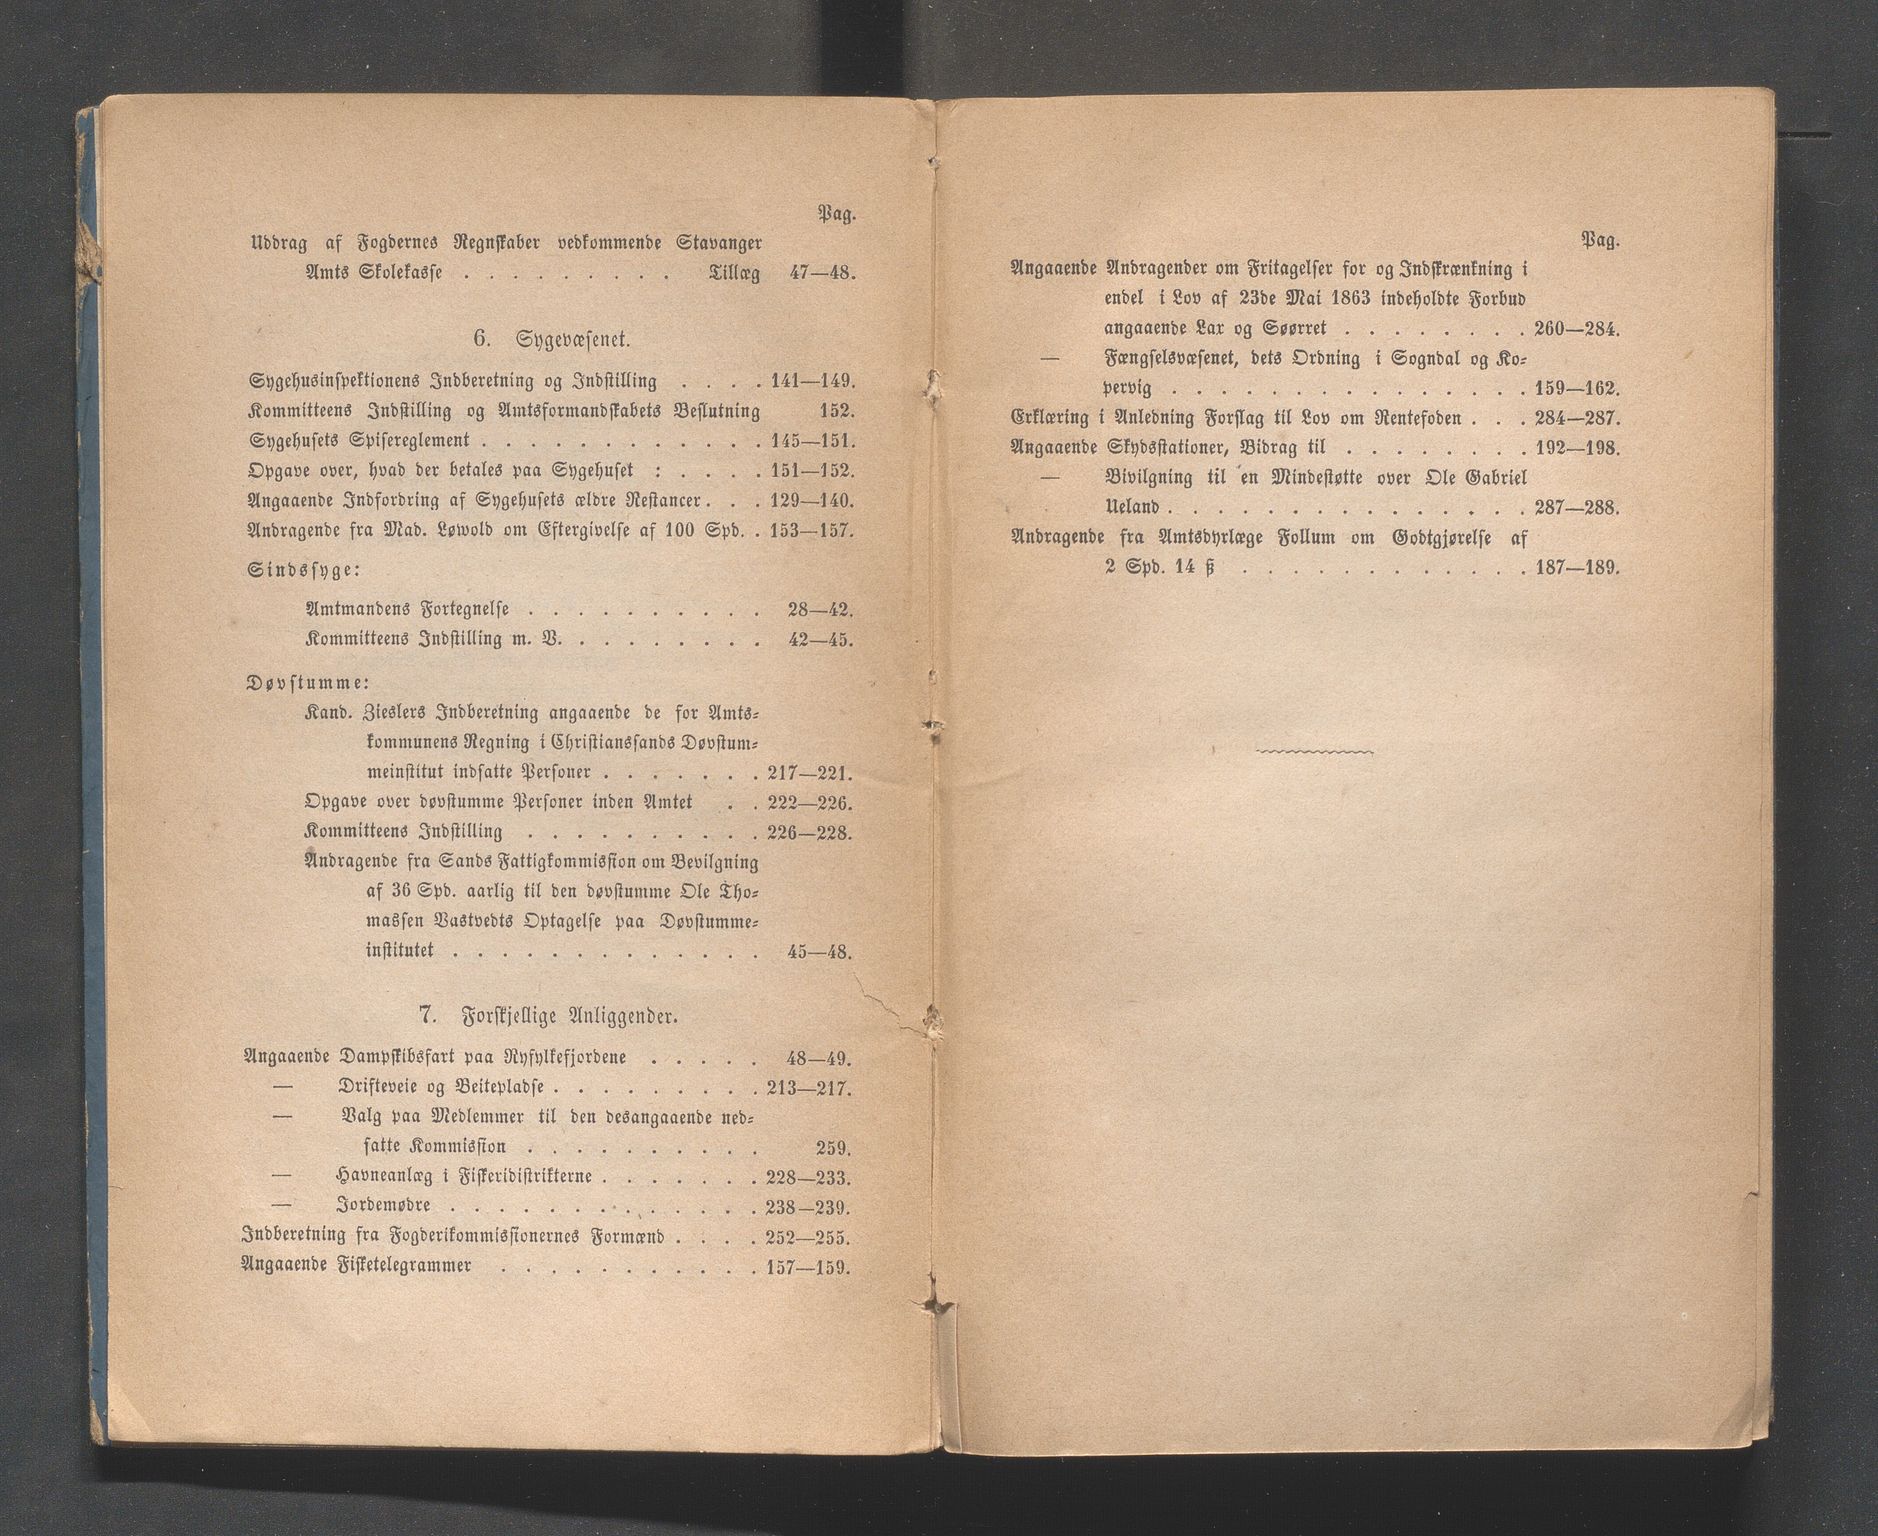 Pag.
Uddrag af Fogdernes Regnskaber vedkommende Stavanger
Amts Skolekasse . . . . . . . . . Tillæg 47—48.
6. Sygevæsenet.
Sygehusinspektionens Indberetning og Indstilling . . . . 141—149.
Kommitteens Indstilling og Amtsformandskabets Beslutning 152.
Sygehusets Spisereglement . . . . . . . . . . . . 145—151.
Opgave over, hvad der betales paa Sygehuset : . . . . 151—152.
Angaaende Indfordring af Sygehusets ældre Restancer . . . 129—140.
Andragende fra Mad. Løwold om Eftergivelse af 100 Spd. . 153—157.
Sindssyge:
Amtmandens Fortegnelse . . . . . . . . . . 28—42.
Kommitteens Indstilling m. V. . . . . . . . . 42—45.
Døvstumme:
Kand. Zieslers Indberetning angaaende de for Amts-
kommunens Regning i Christianssands Døvstum-
meinstitut indsatte Personer . . . . . . . 217—221.
Opgave over døvstumme Personer inden Amtet . . 222—226.
Kommitteens Indstilling . . . . . . . . . . 226—228.
Andragende fra Sands Fattigkommission om Bevilgning
af 36 Spd. aarlig til den døvstumme Ole Tho-
massen Vastvedts Optagelse paa Døvstumme-
institutet . . . . . . . . . . . . . 45—48.
7. Forskjellige Anliggender.
Angaaende Dampskibsfart paa Ryfylkefjordene . . . . . 48—49.
— Drifteveie og Beitepladse . . . . . . . . . 213—217.
— Valg paa Medlemmer til den desangaaende ned-
satte Kommission . . . . . . . . . . 259.
— Havneanlæg i Fiskeridistrikterne . . . . . . . 228—233.
— Jordemødre . . . . . . . . . . . . . 238—239.
Indberetning fra Fogderikommissionernes Formænd . . . . 252—255.
Angaaende Fisketelegrammer . . . . . . . . . . . 157—159.
Pag.
Angaaende Andragender om Fritagelser for og Indskrænkning i
endel i Lov af 23de Mai 1863 indeholdte Forbud
angaaende Lax og Søørret . . . . . . . . 260—284.
— Fængselsvæsenet, dets Ordning i Sogndal og Ko-
pervig . . . . . . . . . . . . . . . 159—162.
Erklæring i Anledning Forslag til Lov om Rentefoden . . . 284—287.
Angaaende Skydsstationer, Bidrag til . . . . . . . . 192—198.
— Bivilgning til en Mindestøtte over Ole Gabriel
Ueland . . . . . . . . . . . . . . . 287—288.
Andragende fra Amtsdyrlæge Follum om Godtgjørelse af
2 Spd. 14 ß . . . . . . . . . . . . 187—189.